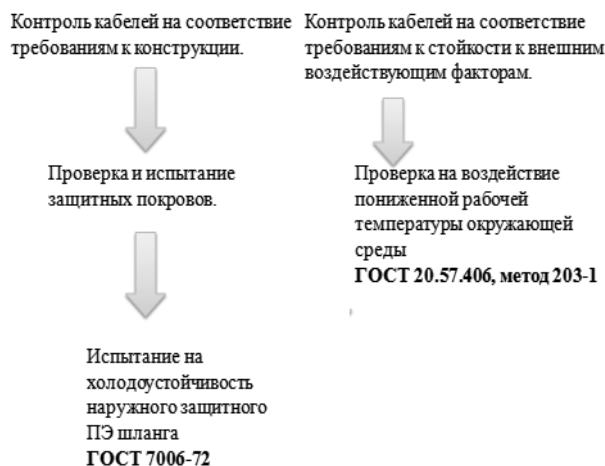 Контроль кабелей на соответствие
требованиям к конструкции.
Контроль кабелей на соответствие
требованиям к стойкости к внешним
воздействующим факторам.
Проверка и испытание
защитных покровов.
Проверка на воздействие
пониженной рабочей
температуры окружающей
среды
ГОСТ 20.57.406, метод 203-1
Испытание на
холодоустойчивость
наружного защитного
ПЭ шланга
ГОСТ 7006-72